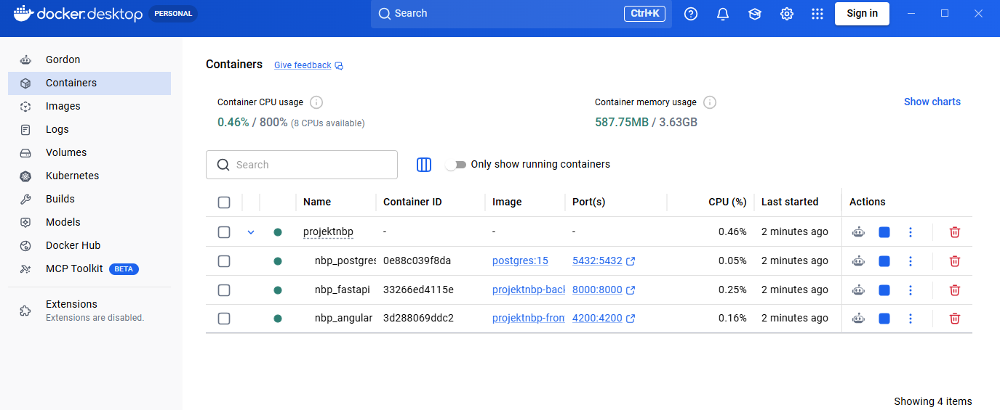 docker.desktop PERSONAL Search Ctrl+K Sign in
Gordon
Containers
Images
Logs
Volumes
Kubernetes
Builds
Models
Docker Hub
MCP Toolkit BETA
Extensions
Extensions are disabled.
Containers Give feedback
Container CPU usage
0.46% / 800% (8 CPUs available)
Container memory usage
587.75MB / 3.63GB
Show charts
Search
Only show running containers
Name Container ID Image Port(s) CPU (%) Last started Actions
projektnbp - - - 0.46% 2 minutes ago
nbp_postgres 0e88c039f8da postgres:15 5432:5432 0.05% 2 minutes ago
nbp_fastapi 33266ed4115e projektnbp-back 8000:8000 0.25% 2 minutes ago
nbp_angular 3d288069ddc2 projektnbp-fron 4200:4200 0.16% 2 minutes ago
Showing 4 items